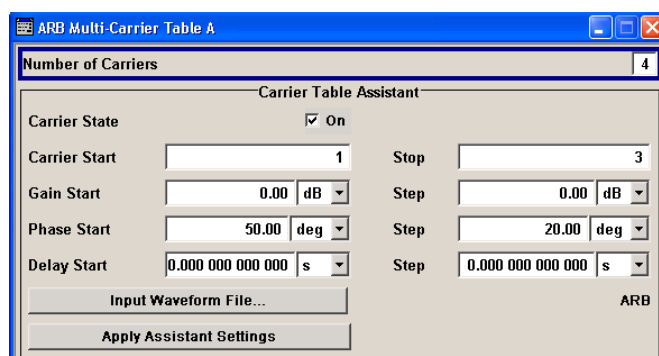 ARB Multi-Carrier Table A
Number of Carriers 4
Carrier Table Assistant
Carrier State On
Carrier Start 1 Stop 3
Gain Start 0.00 dB Step 0.00 dB
Phase Start 50.00 deg Step 20.00 deg
Delay Start 0.000 000 000 000 s Step 0.000 000 000 000 s
Input Waveform File... ARB
Apply Assistant Settings